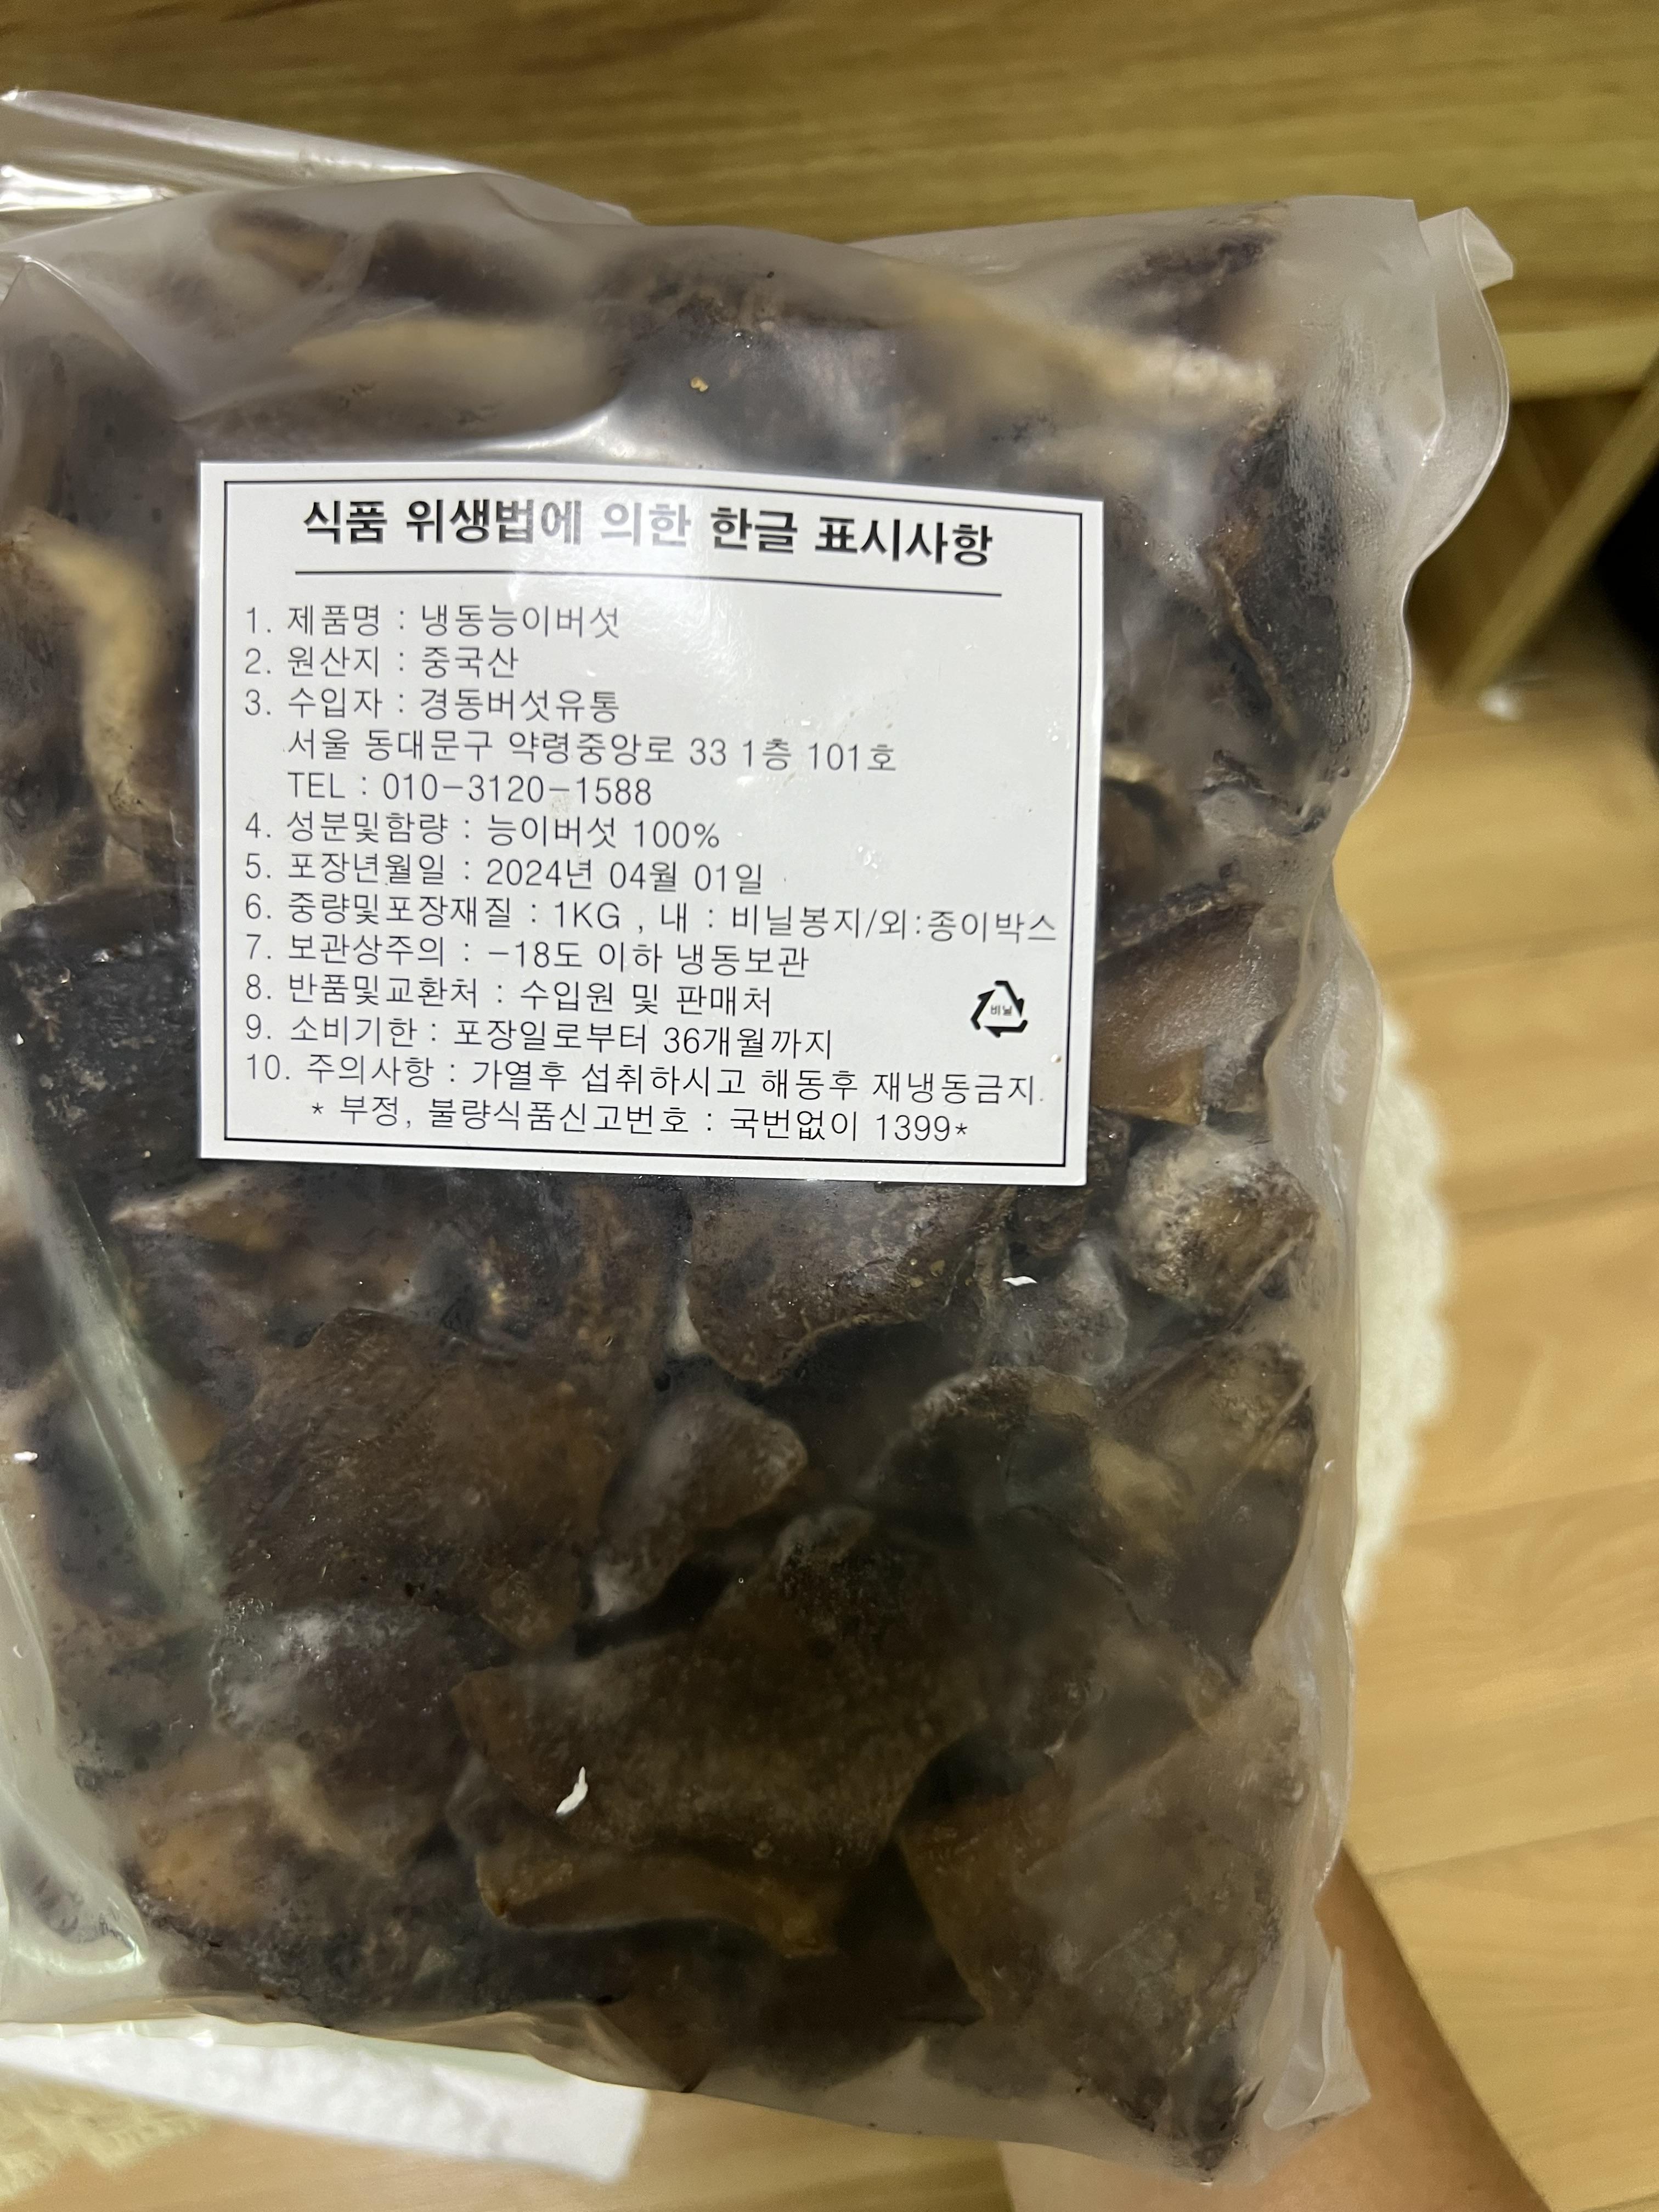 식품 위생법에 의한 한글 표시사항
1. 제품명 : 냉동능이버섯
2. 원산지 : 중국산
3. 수입자 : 경동버섯유통
서울 동대문구 약령중앙로 33 1층 101호
TEL : 010-3120-1588
4. 성분및함량 : 능이버섯 100%
5. 포장년월일 : 2024년 04월 01일
6. 중량및포장재질 : 1KG , 내 : 비닐봉지/외:종이박스
7. 보관상주의 : -18도 이하 냉동보관
8. 반품및교환처 : 수입원 및 판매처
비닐
9. 소비기한 : 포장일로부터 36개월까지
10. 주의사항 : 가열후 섭취하시고 해동후 재냉동금지.
* 부정, 불량식품신고번호 : 국번없이 1399*